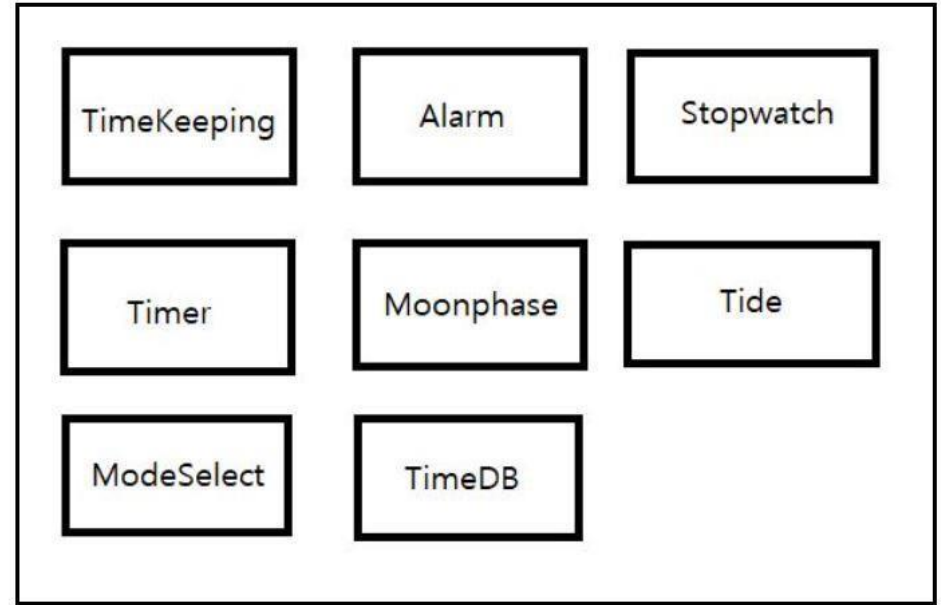 TimeKeeping
Alarm
Stopwatch
Timer
Moonphase
Tide
ModeSelect
TimeDB